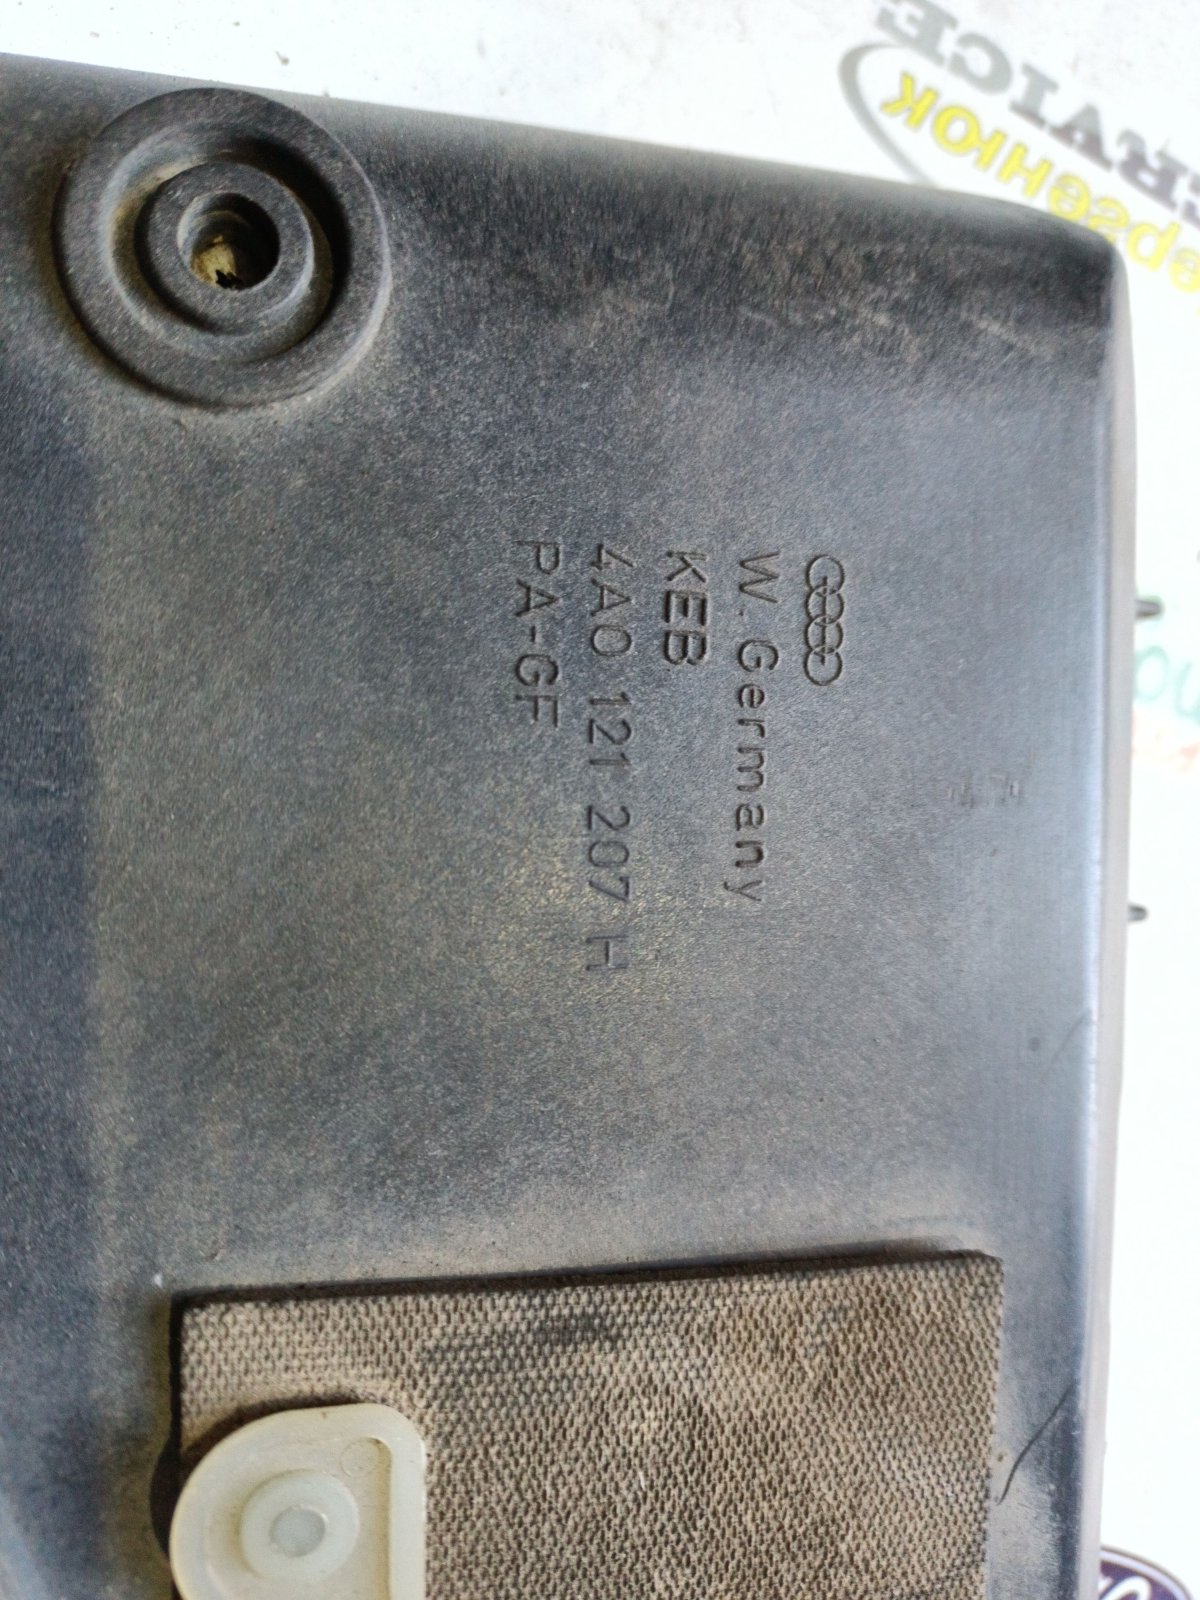 W. Germany
KEB
4A0 121 207 H
PA-GF